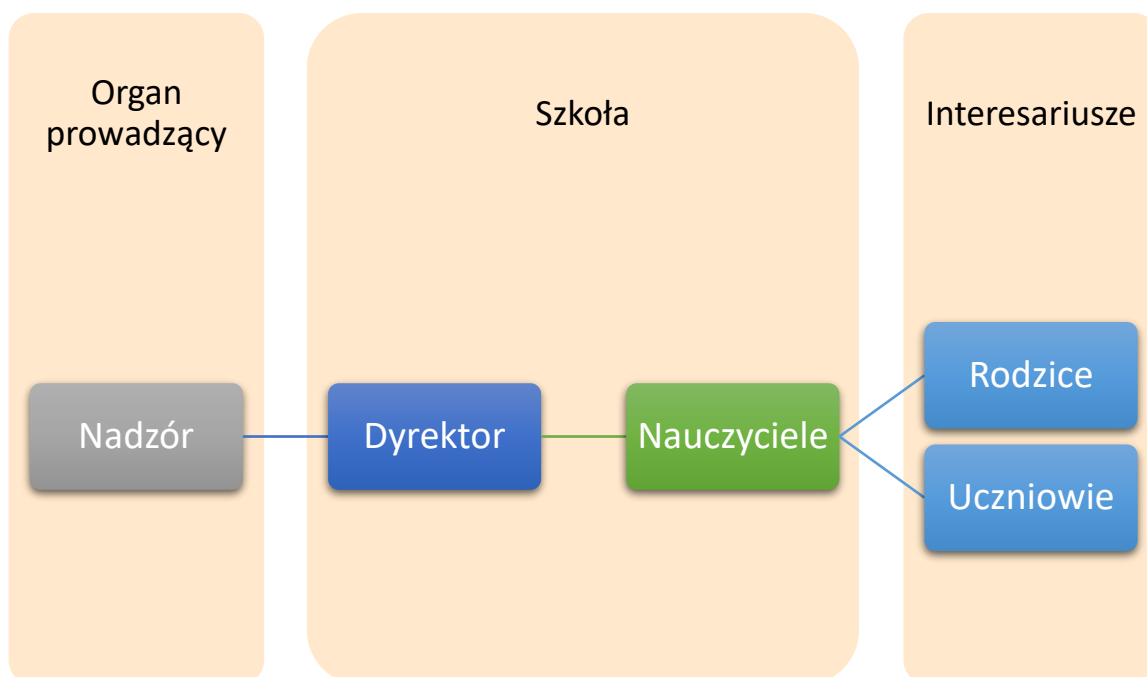 Organ
prowadzący
Szkoła
Interesariusze
Nadzór
Dyrektor
Nauczyciele
Rodzice
Uczniowie